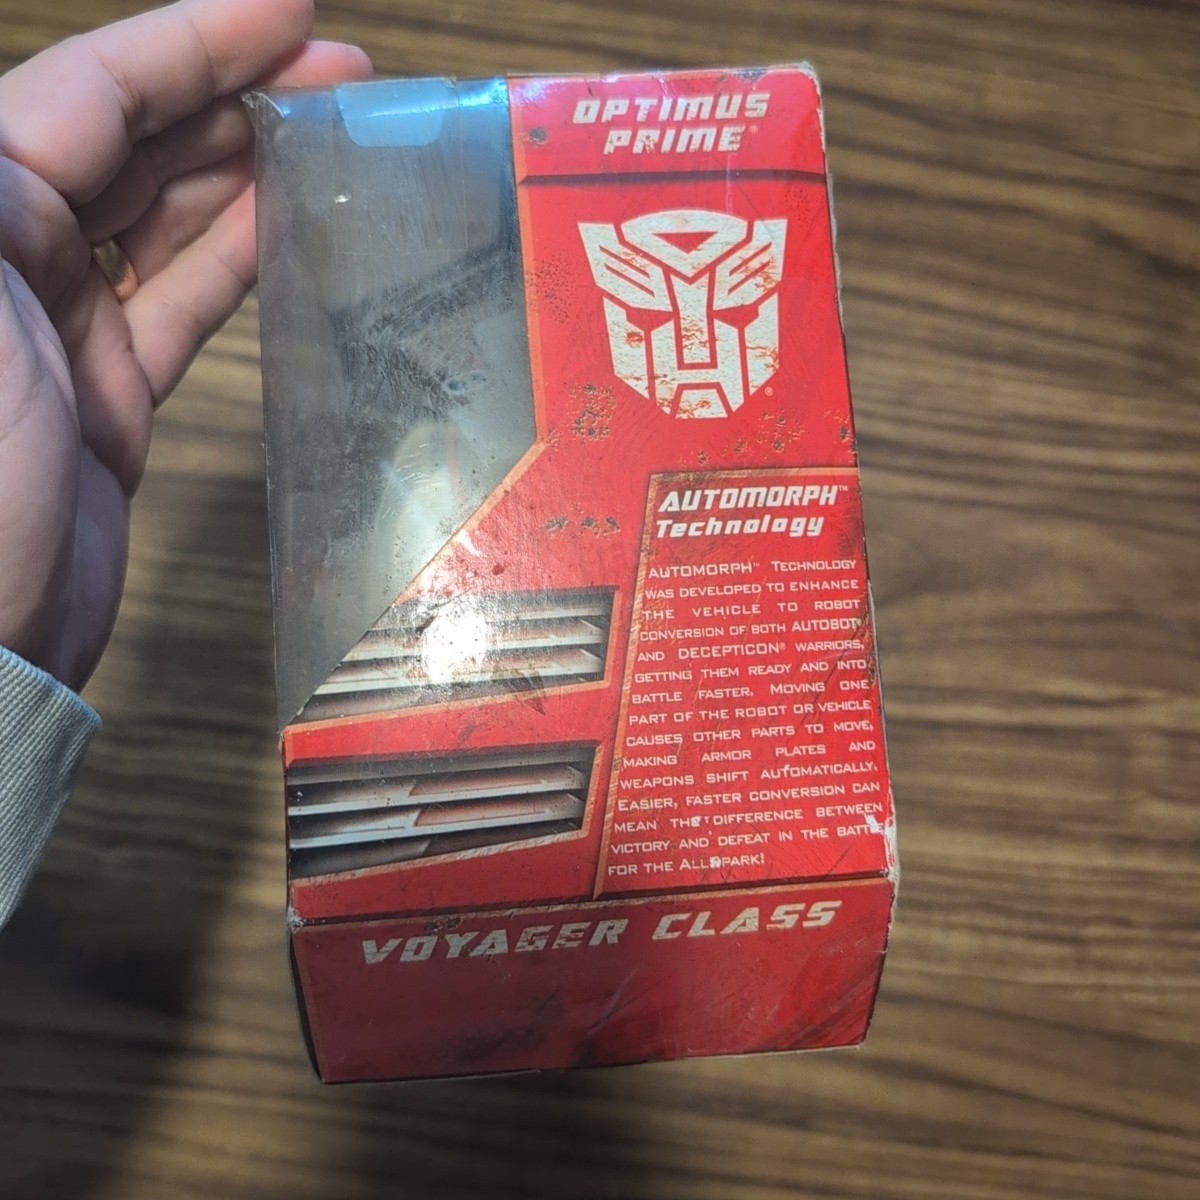 OPTIMUS
PRIME®
®
AUTOMORPH™
Technology
AUTOMORPH™ TECHNOLOGY
WAS DEVELOPED TO ENHANCE
THE VEHICLE TO ROBOT
CONVERSION OF BOTH AUTOBOT
AND DECEPTICON® WARRIORS,
GETTING THEM READY AND INTO
BATTLE FASTER. MOVING ONE
PART OF THE ROBOT OR VEHICLE
CAUSES OTHER PARTS TO MOVE,
MAKING ARMOR PLATES AND
WEAPONS SHIFT AUTOMATICALLY.
EASIER, FASTER CONVERSION CAN
MEAN THE DIFFERENCE BETWEEN
VICTORY AND DEFEAT IN THE BATTLE
FOR THE ALLSPARK!
VOYAGER CLASS